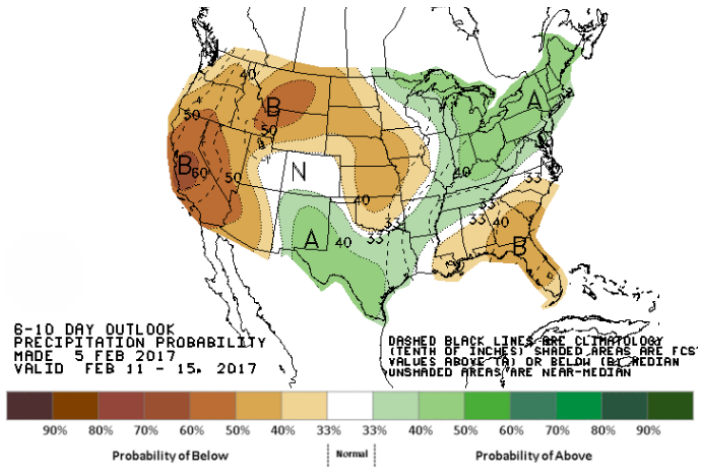 40
50
B
50
B
60
50
N
A
40
40
33
33
A
40
33
33
33
40
B
6-10 DAY OUTLOOK
PRECIPITATION PROBABILITY
MADE 5 FEB 2017
VALID FEB 11 - 15, 2017
DASHED BLACK LINES ARE CLIMATOLOGY
(TENTH OF INCHES) SHADED AREAS ARE FCS
VALUES ABOVE (A) OR BELOW (B) MEDIAN
UNSHADED AREAS ARE NEAR-MEDIAN
90% 80% 70% 60% 50% 40% 33% 33% 40% 50% 60% 70% 80% 90%
Probability of Below Normal Probability of Above